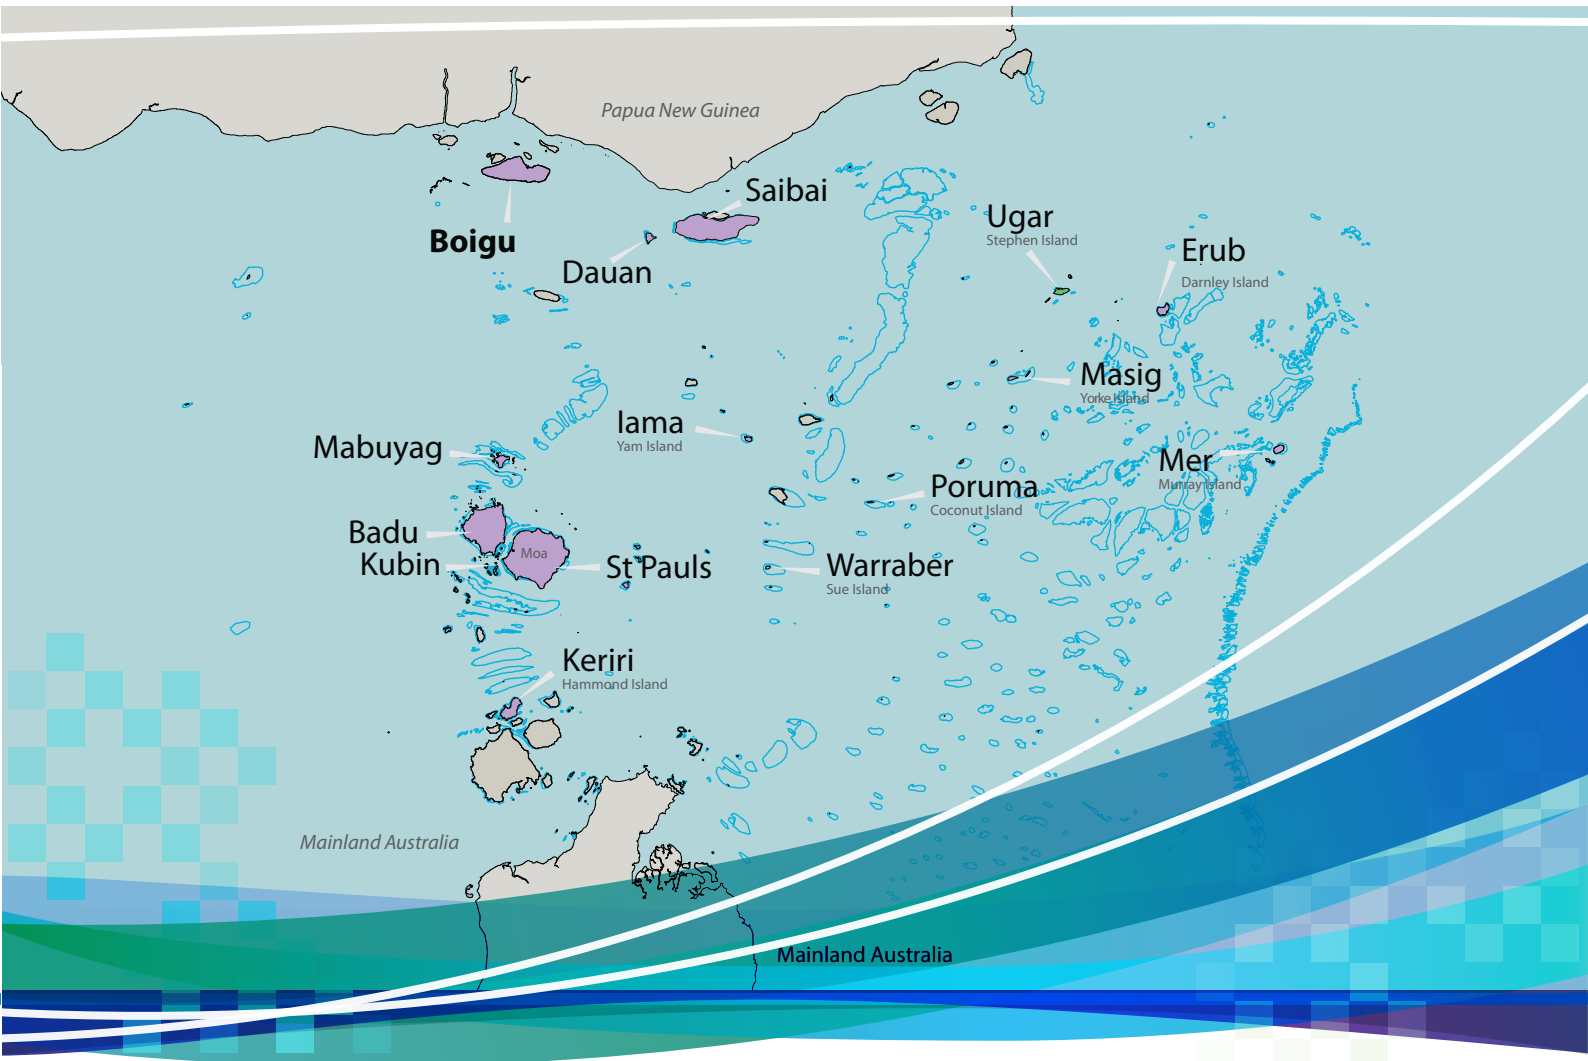 Papua New Guinea
Saibai
Ugar
Stephen Island
Boigu
Erub
Darnley Island
Dauan
Masig
Yorke Island
Iama
Yam Island
Mabuyag
Mer
Murray Island
Poruma
Coconut Island
Badu
Moa
Kubin
St Pauls
Warraber
Sue Island
Keriri
Hammond Island
Mainland Australia
Mainland Australia